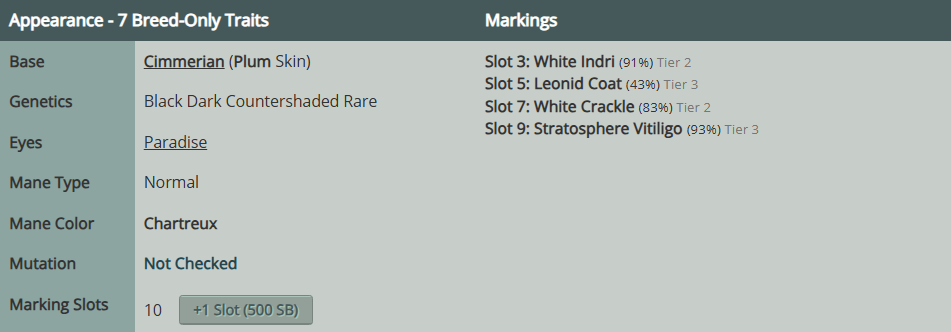 Appearance - 7 Breed-Only Traits
Base Cimmerian (Plum Skin)
Genetics Black Dark Countershaded Rare
Eyes Paradise
Mane Type Normal
Mane Color Chartreux
Mutation Not Checked
Marking Slots 10 +1 Slot (500 SB)
Markings
Slot 3: White Indri (91%) Tier 2
Slot 5: Leonid Coat (43%) Tier 3
Slot 7: White Crackle (83%) Tier 2
Slot 9: Stratosphere Vitiligo (93%) Tier 3